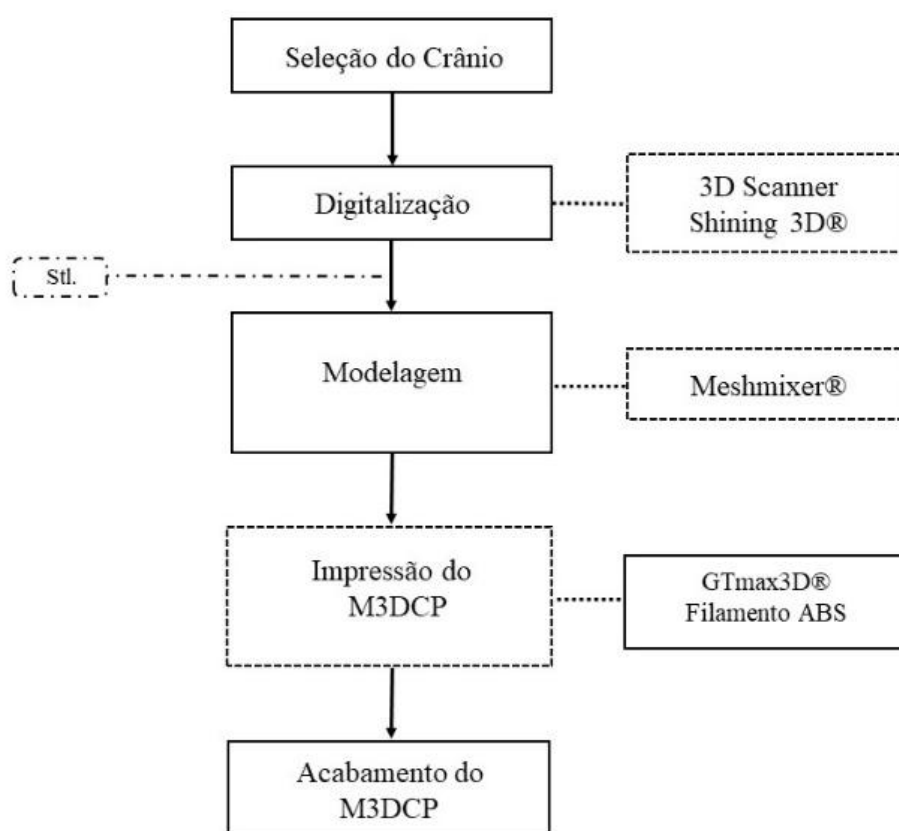 Seleção do Crânio
Digitalização
3D Scanner
Shining 3D®
Stl.
Modelagem
Meshmixer®
Impressão do
M3DCP
GTmax3D®
Filamento ABS
Acabamento do
M3DCP